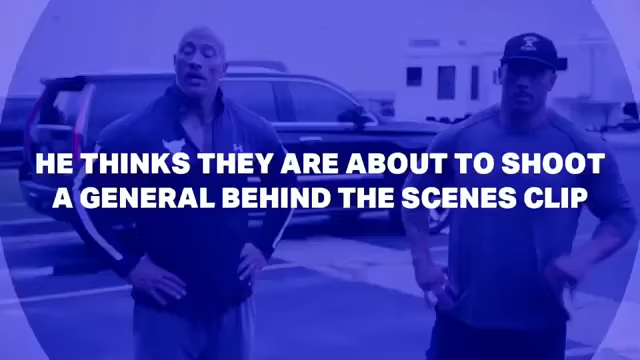 HE THINKS THEY ARE ABOUT TO SHOOT
A GENERAL BEHIND THE SCENES CLIP